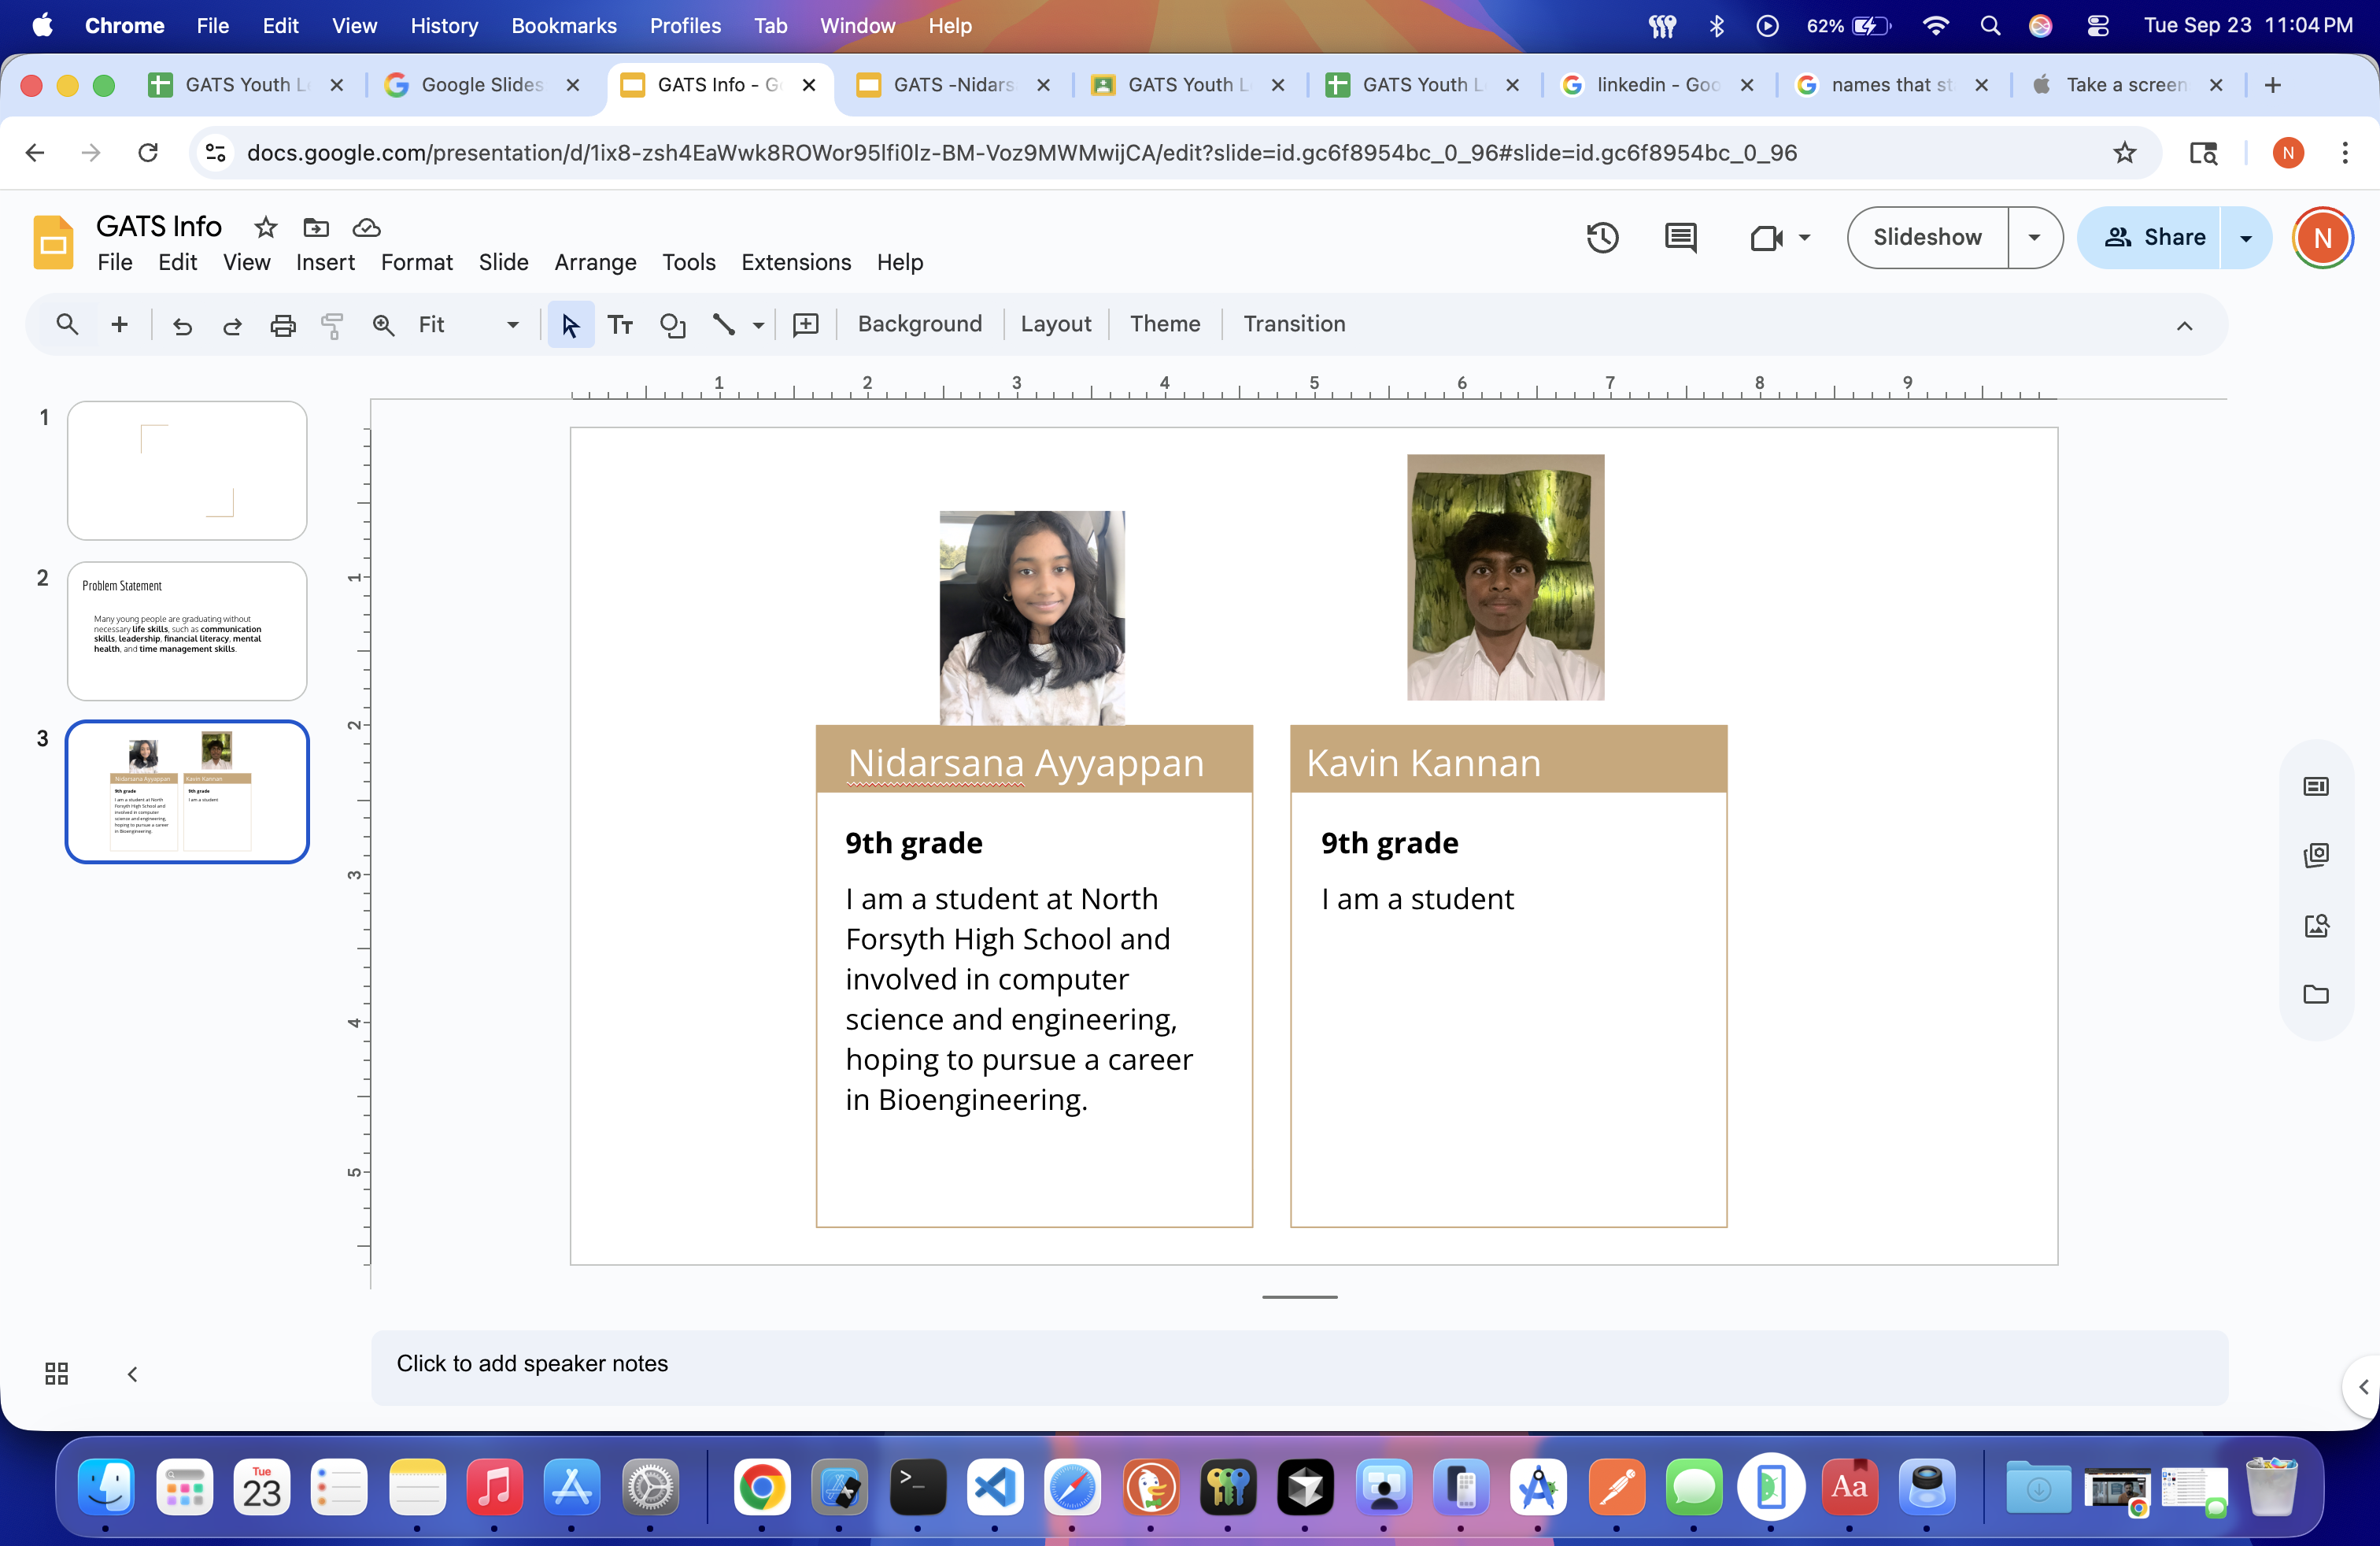 Chrome File Edit View History Bookmarks Profiles Tab Window Help 62% Tue Sep 23 11:04 PM
GATS Youth L Google Slides GATS Info - G GATS -Nidars GATS Youth L GATS Youth L linkedin - Goo names that st Take a screen
docs.google.com/presentation/d/1ix8-zsh4EaWwk8ROWor95lfi0lz-BM-Voz9MWMwijCA/edit?slide=id.gc6f8954bc_0_96#slide=id.gc6f8954bc_0_96 N
GATS Info
File Edit View Insert Format Slide Arrange Tools Extensions Help
Slideshow Share N
Fit Tт Background Layout Theme Transition
1 2 3 4 5 6 7 8 9
1
2
Problem Statement
Many young people are graduating without
necessary life skills, such as communication
skills, leadership, financial literacy, mental
health, and time management skills.
3
Nidarsana Ayyappan Kavin Kannan
9th grade 9th grade
I am a student at North I am a student
Forsyth High School and
involved in computer
science and engineering,
hoping to pursue a career
in Bioengineering.
1
2
3
4
5
Nidarsana Ayyappan
9th grade
I am a student at North
Forsyth High School and
involved in computer
science and engineering,
hoping to pursue a career
in Bioengineering.
Kavin Kannan
9th grade
I am a student
Click to add speaker notes
Tue
23
Aa